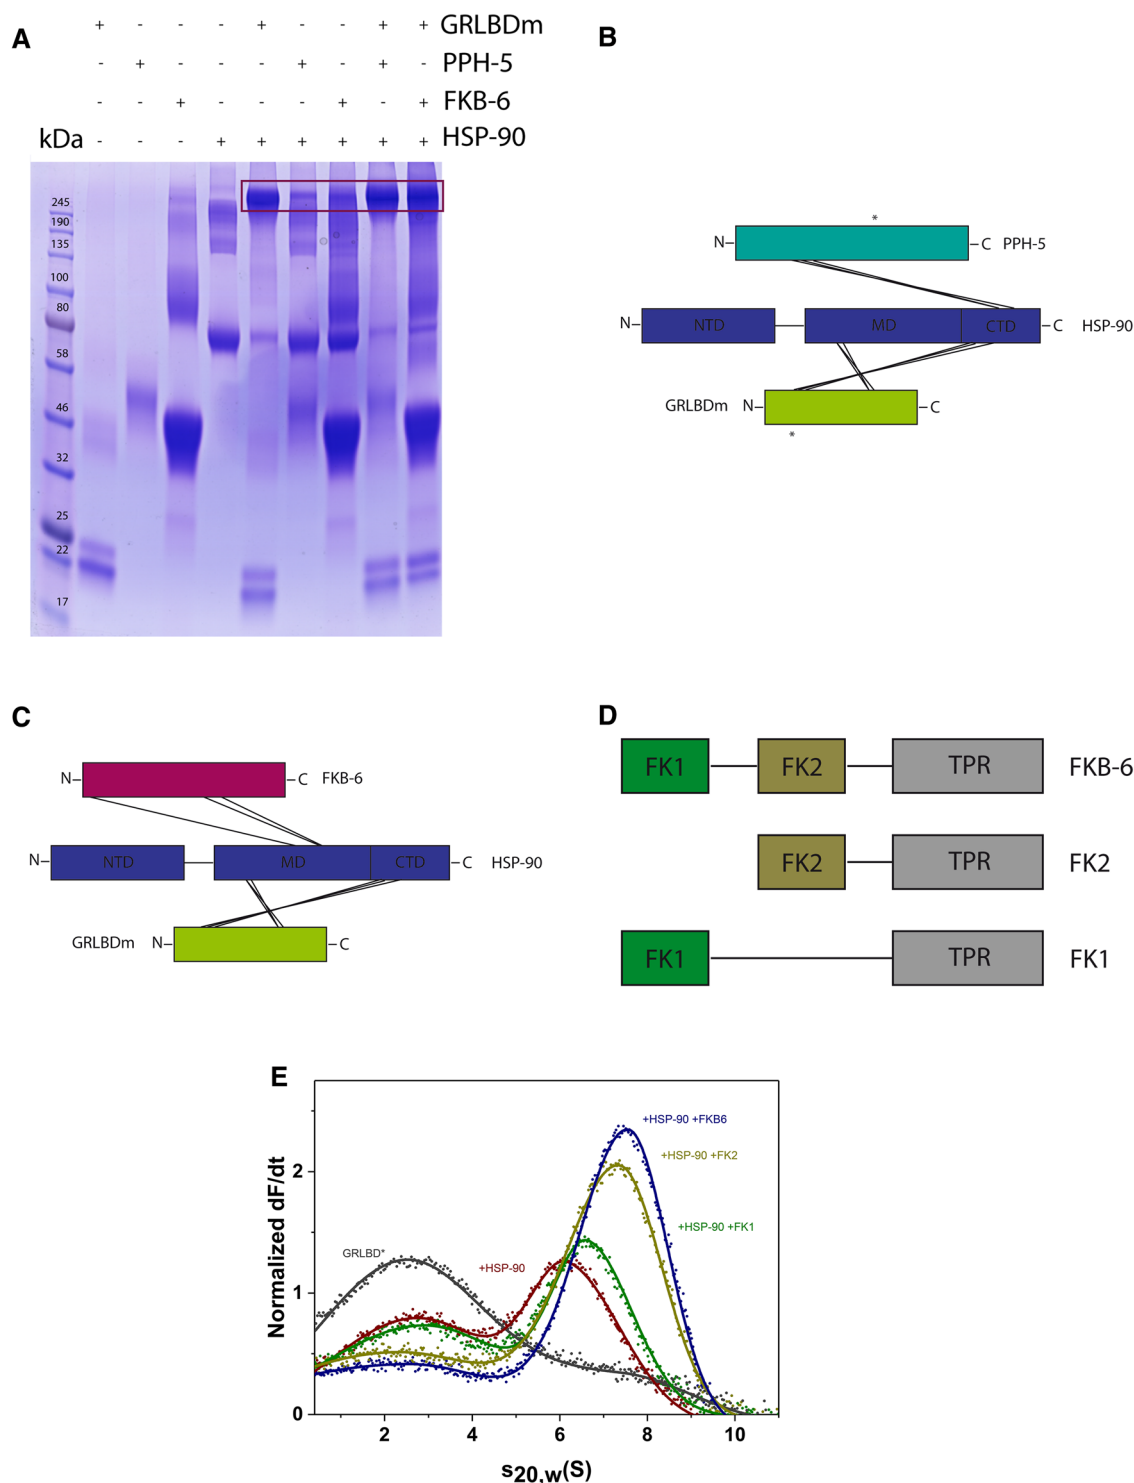 A
+ - - - + - - + + GRLBDm
- + - - - + - + - PPH-5
- - + - - - + - + FKB-6
kDa - - - + + + + + + HSP-90
245
190
135
100
80
58
46
32
25
22
17
B
*
N C PPH-5
N NTD MD CTD C HSP-90
GRLBDm N C
*
C
N C FKB-6
N NTD MD CTD C HSP-90
GRLBDm N C
D
FK1 FK2 TPR FKB-6
FK2 TPR FK2
FK1 TPR FK1
E
+HSP-90 +FKB6
+HSP-90 +FK2
+HSP-90 +FK1
GRLBD*
+HSP-90
Normalized dF/dt
2
1
0
2 4 6 8 10
s20,w(S)